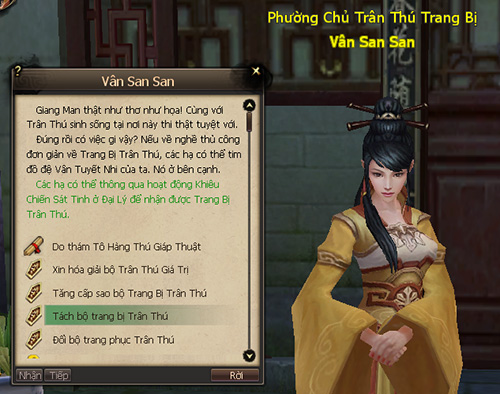 Phường Chủ Trân Thú Trang Bị
Vân San San
?
Vân San San
×
Giang Man thật như thơ như họa! Cùng với
Trân Thú sinh sống tại nơi này thì thật tuyệt vời.
Đúng rồi có việc gì vậy? Nếu về nghề thủ công
đơn giản về Trang Bị Trân Thú, các hạ có thể tìm
đồ đệ Vân Tuyết Nhi của ta. Nó ở bên cạnh.
Các hạ có thể thông qua hoạt động Khiêu
Chiến Sát Tinh ở Đại Lý để nhận được Trang Bị
Trân Thú.
Do thám Tô Hàng Thú Giáp Thuật
Xin hóa giải bộ Trân Thú Giá Trị
Tăng cấp sao bộ Trang Bị Trân Thú
Tách bộ trang bị Trân Thú
Đổi bộ trang phục Trân Thú
Nhận Tiếp Rời